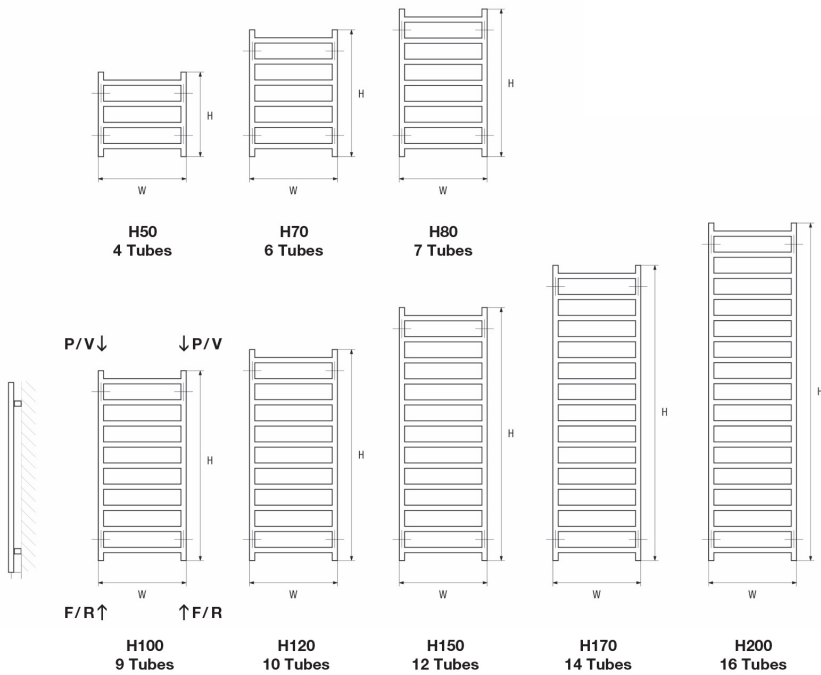 H
H
H
W
W
W
H50
4 Tubes
H70
6 Tubes
H80
7 Tubes
P/V↓ ↓P/V
H
H
H
H
H
W
W
W
W
W
F/R↑ ↑F/R
H100
9 Tubes
H120
10 Tubes
H150
12 Tubes
H170
14 Tubes
H200
16 Tubes